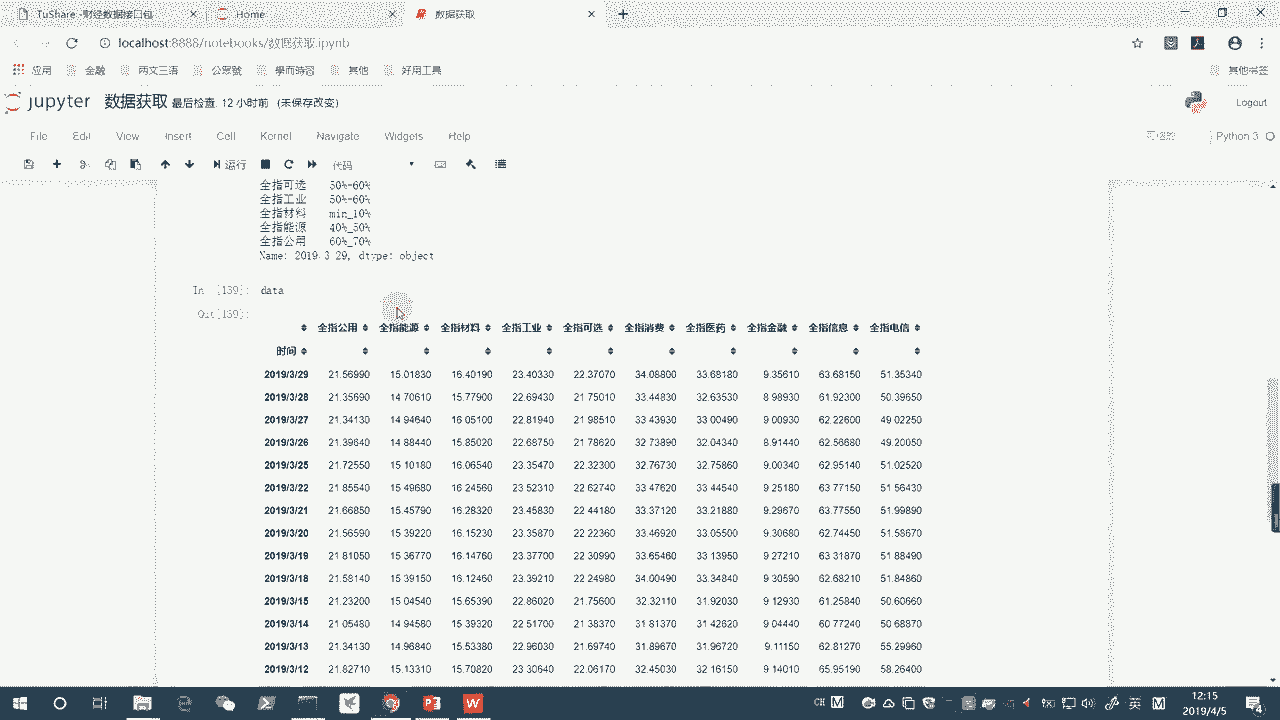 TuShare -财经数据接口包
Home
数据获取
localhost:8888/notebooks/数据获取.ipynb
应用 金融 两文三语 公眾號 學而時習 其他 好用工具 其他书签
jupyter 数据获取 最后检查: 12 小时前 (未保存改变) Logout
File Edit View Insert Cell Kernel Navigate Widgets Help Python 3
运行 代码
全指可选 50%-60%
全指工业 50%-60%
全指材料 min_10%
全指能源 40%_50%
全指公用 60%_70%
Name: 2019/3/29, dtype: object
In [139]: data
Out[139]:
全指公用 全指能源 全指材料 全指工业 全指可选 全指消费 全指医药 全指金融 全指信息 全指电信
时间
2019/3/29 21.56990 15.01830 16.40190 23.40330 22.37070 34.08800 33.68180 9.35610 63.68150 51.35340
2019/3/28 21.35690 14.70610 15.77900 22.69430 21.75010 33.44830 32.63530 8.98930 61.92300 50.39650
2019/3/27 21.34130 14.94640 16.05100 22.81940 21.98510 33.43930 33.00490 9.00930 62.22600 49.02250
2019/3/26 21.39640 14.88440 15.85020 22.68750 21.78620 32.73890 32.04340 8.91440 62.56680 49.20050
2019/3/25 21.72550 15.10180 16.06540 23.35470 22.32300 32.76730 32.75860 9.00340 62.95140 51.02520
2019/3/22 21.85540 15.49680 16.24560 23.52310 22.62740 33.47620 33.44540 9.25180 63.77150 51.56430
2019/3/21 21.66850 15.45790 16.28320 23.45830 22.44180 33.37120 33.21880 9.29670 63.77550 51.99890
2019/3/20 21.56590 15.39220 16.15230 23.35870 22.22360 33.46920 33.05500 9.30680 62.74450 51.58670
2019/3/19 21.81050 15.36770 16.14760 23.37700 22.30990 33.65460 33.13950 9.27210 63.31870 51.88490
2019/3/18 21.58140 15.39150 16.12460 23.39210 22.24980 34.00490 33.34840 9.30590 62.68210 51.84860
2019/3/15 21.23200 15.04540 15.65390 22.86020 21.75600 32.32110 31.92030 9.12930 61.25840 50.60660
2019/3/14 21.05480 14.94580 15.39320 22.51700 21.38370 31.81370 31.42620 9.04440 60.77240 50.68870
2019/3/13 21.34130 14.96840 15.53380 22.96030 21.69740 31.89670 31.96720 9.11150 62.81270 55.29960
2019/3/12 21.82710 15.13310 15.70820 23.30640 22.06170 32.45030 32.16150 9.14010 65.95190 58.26400
CH M 英 M 12:15
2019/4/5